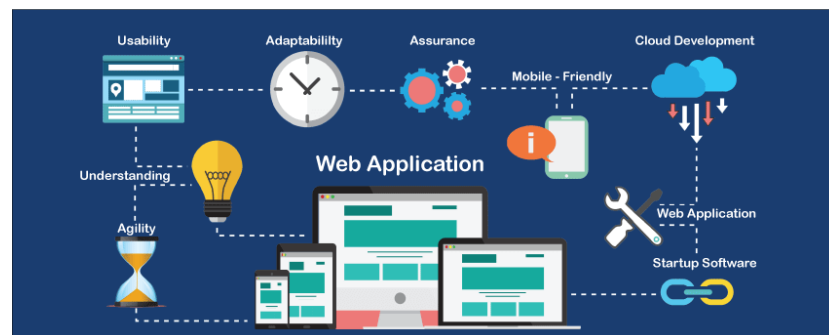 Usability
Adaptabililty
Assurance
Cloud Development
Mobile - Friendly
Web Application
Understanding
Agility
Web Application
Startup Software
i